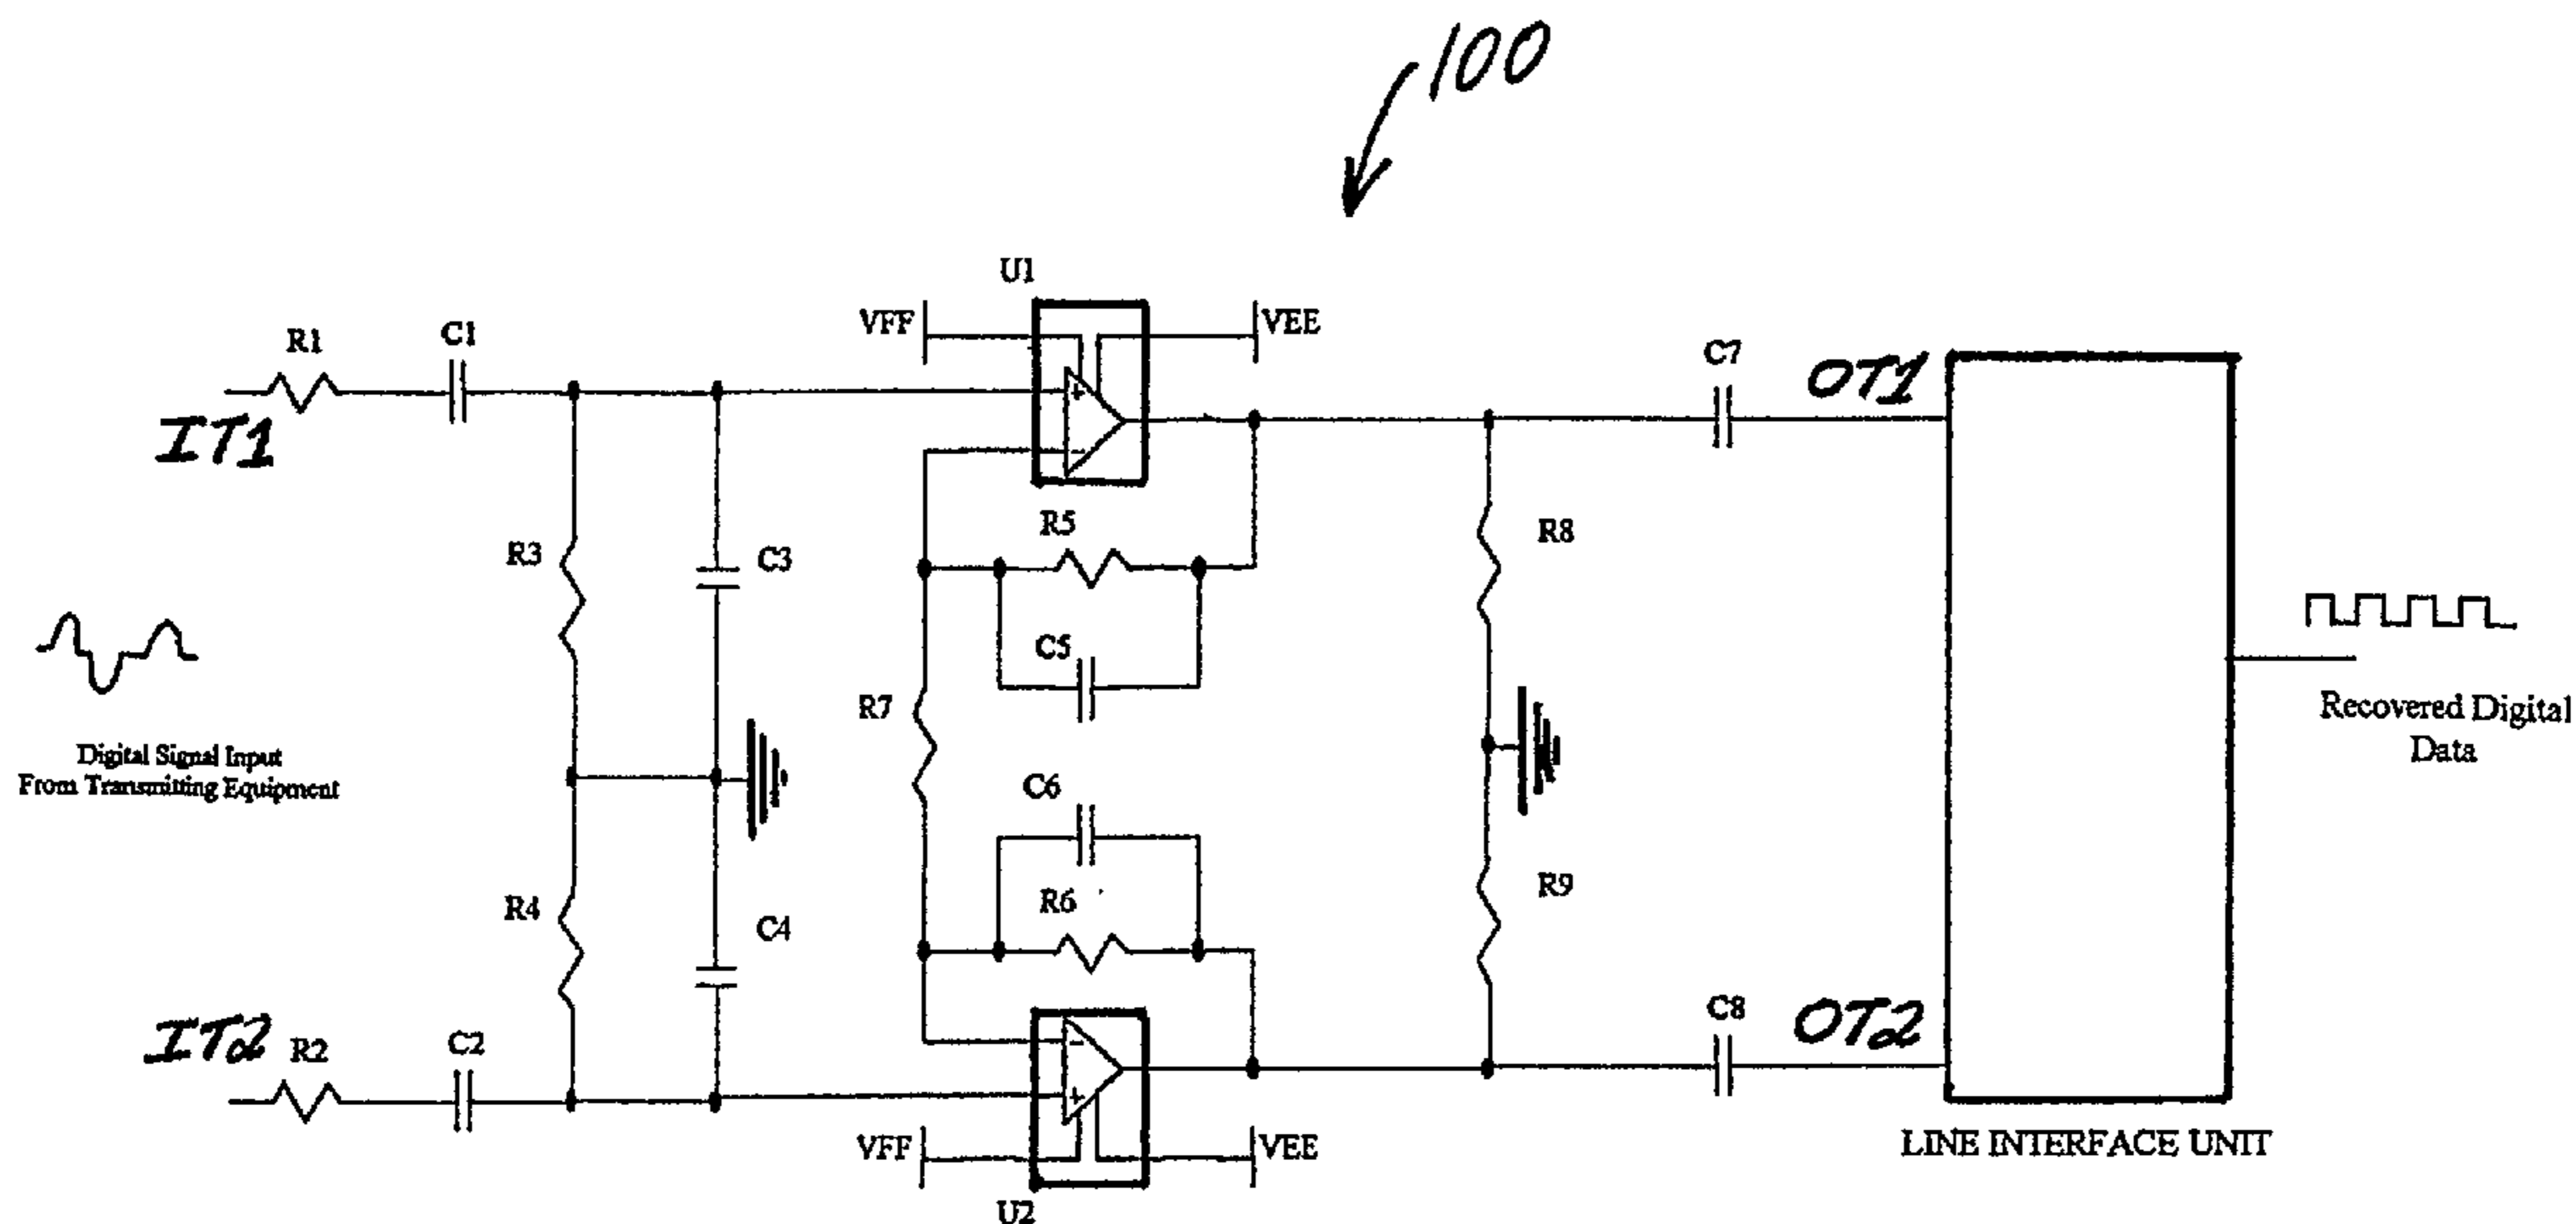 100
U1
VFF
VEE
R1
C1
C7
OT1
IT1
R5
R3
C3
R8
C5
R7
Recovered Digital
Data
Digital Signal Input
From Transmitting Equipment
C6
R9
R4
R6
C4
IT2
R2
C2
C8
OT2
VFF
VEE
LINE INTERFACE UNIT
U2